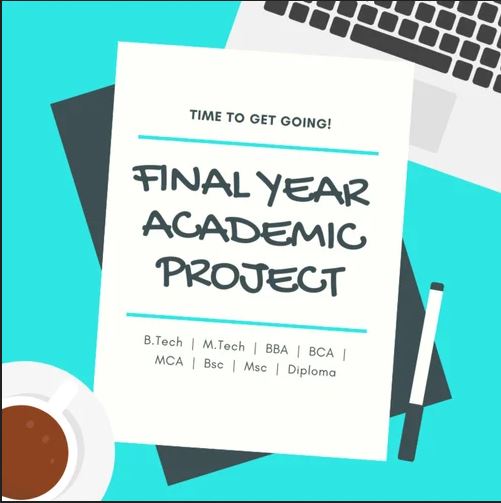 TIME TO GET GOING!
FINAL YEAR
ACADEMIC
PROJECT
B.Tech | M.Tech | BBA | BCA |
MCA | Bsc | Msc | Diploma